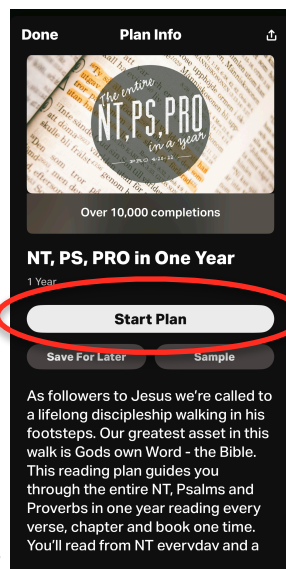 Done Plan Info
The entire
NT, PS, PRO
in a year
Over 10,000 completions
NT, PS, PRO in One Year
1 Year
Start Plan
Save For Later Sample
As followers to Jesus we're called to
a lifelong discipleship walking in his
footsteps. Our greatest asset in this
walk is Gods own Word - the Bible.
This reading plan guides you
through the entire NT, Psalms and
Proverbs in one year reading every
verse, chapter and book one time.
You'll read from NT everyday and a